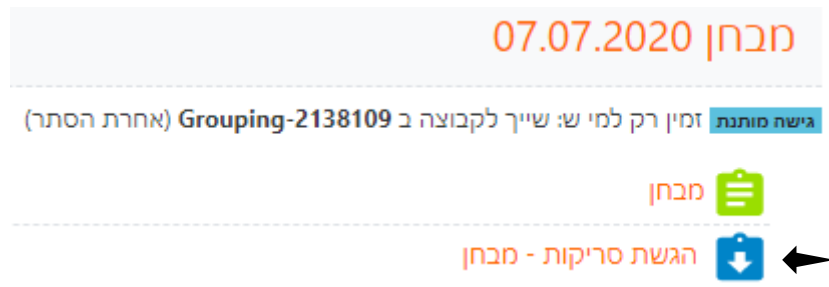 מבחן 07.07.2020
גישה מותנת זמין רק למי ש: שייך לקבוצה ב Grouping-2138109 (אחרת הסתר)
מבחן
הגשת סריקות - מבחן